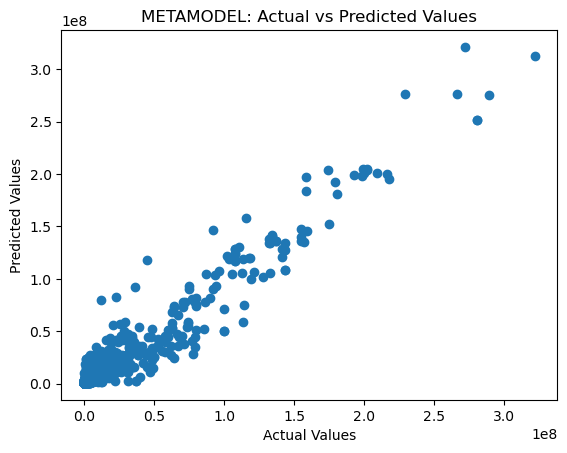 METAMODEL: Actual vs Predicted Values
1e8
3.0
2.5
2.0
1.5
1.0
0.5
0.0
Predicted Values
0.0 0.5 1.0 1.5 2.0 2.5 3.0
1e8
Actual Values